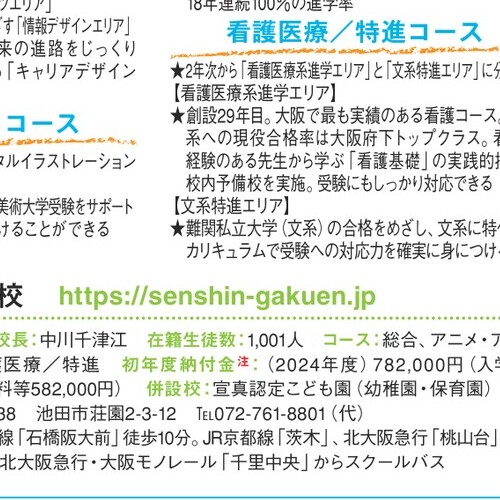 ツエリア」
ざす「情報デザインエリア」
来の進路をじっくり
る「キャリアデザイン
コース
タルイラストレーション
美術大学受験をサポート
けることができる
18年連続100%の進学率
看護医療／特進コース
★2年次から「看護医療系進学エリア」と「文系特進エリア」に分
【看護医療系進学エリア】
★創設29年目。大阪で最も実績のある看護コース。
系への現役合格率は大阪府下トップクラス。看
経験のある先生から学ぶ「看護基礎」の実践的授
校内予備校を実施。受験にもしっかり対応できる
【文系特進エリア】
★難関私立大学（文系）の合格をめざし、文系に特化
カリキュラムで受験への対応力を確実に身につけ
校 https://senshin-gakuen.jp
校長：中川千津江 在籍生徒数：1,001人 コース：総合、アニメ・ア
護医療／特進 初年度納付金注：（2024年度）782,000円（入学
料等582,000円） 併設校：宣真認定こども園（幼稚園・保育園）
38 池田市荘園2-3-12 TEL072-761-8801（代）
線「石橋阪大前」徒歩10分。JR京都線「茨木」、北大阪急行「桃山台」
北大阪急行・大阪モノレール「千里中央」からスクールバス